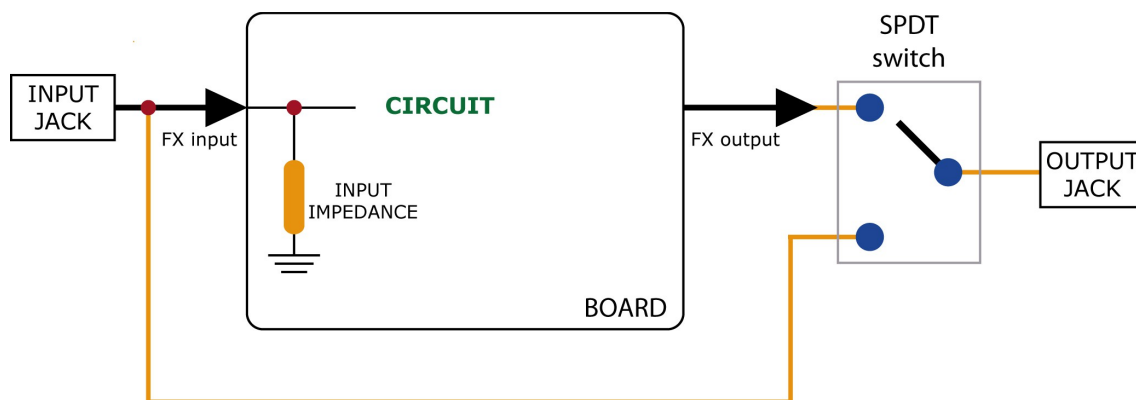 SPDT
switch
INPUT
JACK
FX input
CIRCUIT
INPUT
IMPEDANCE
BOARD
FX output
OUTPUT
JACK